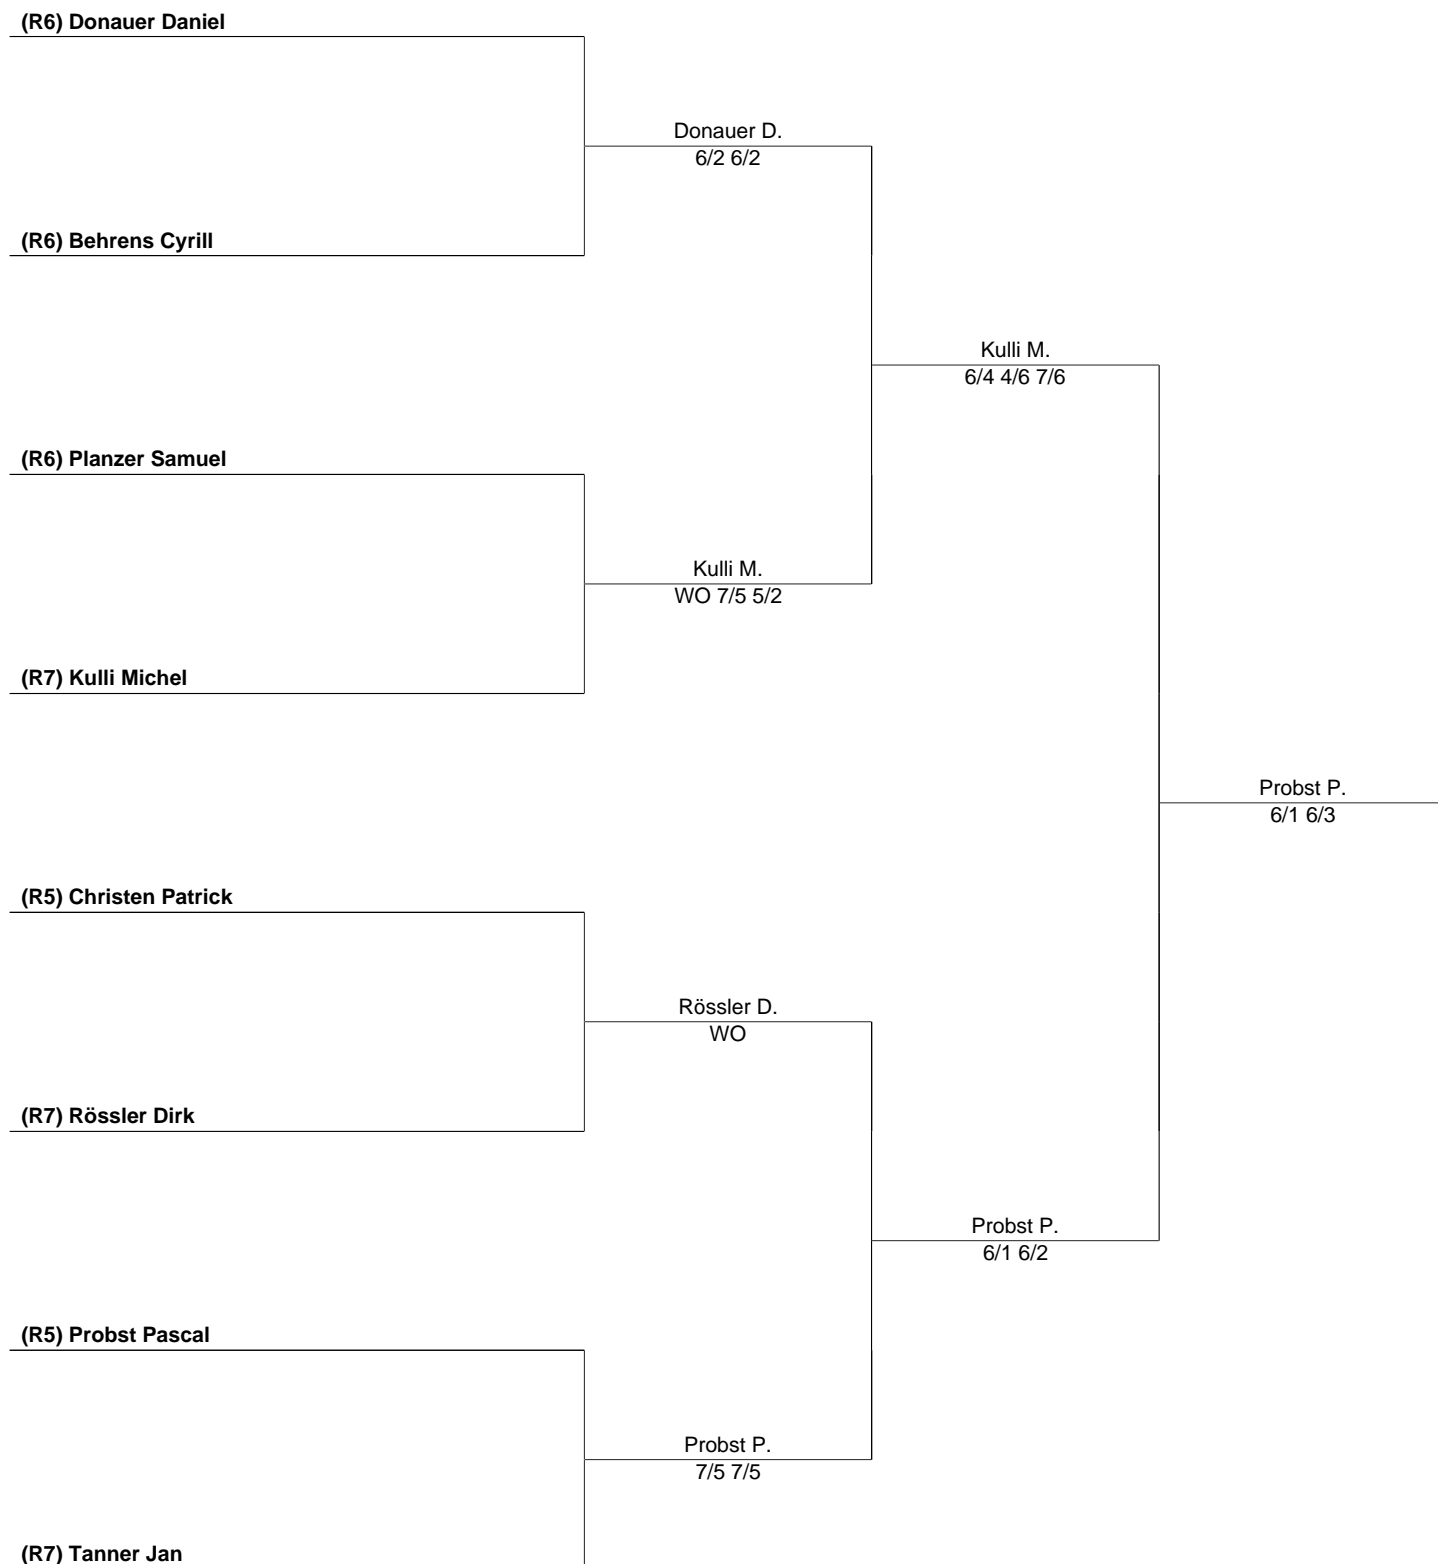 (R6) Donauer Daniel
Donauer D.
6/2 6/2
(R6) Behrens Cyrill
Kulli M.
6/4 4/6 7/6
(R6) Planzer Samuel
Kulli M.
WO 7/5 5/2
(R7) Kulli Michel
Probst P.
6/1 6/3
(R5) Christen Patrick
Rössler D.
WO
(R7) Rössler Dirk
Probst P.
6/1 6/2
(R5) Probst Pascal
Probst P.
7/5 7/5
(R7) Tanner Jan